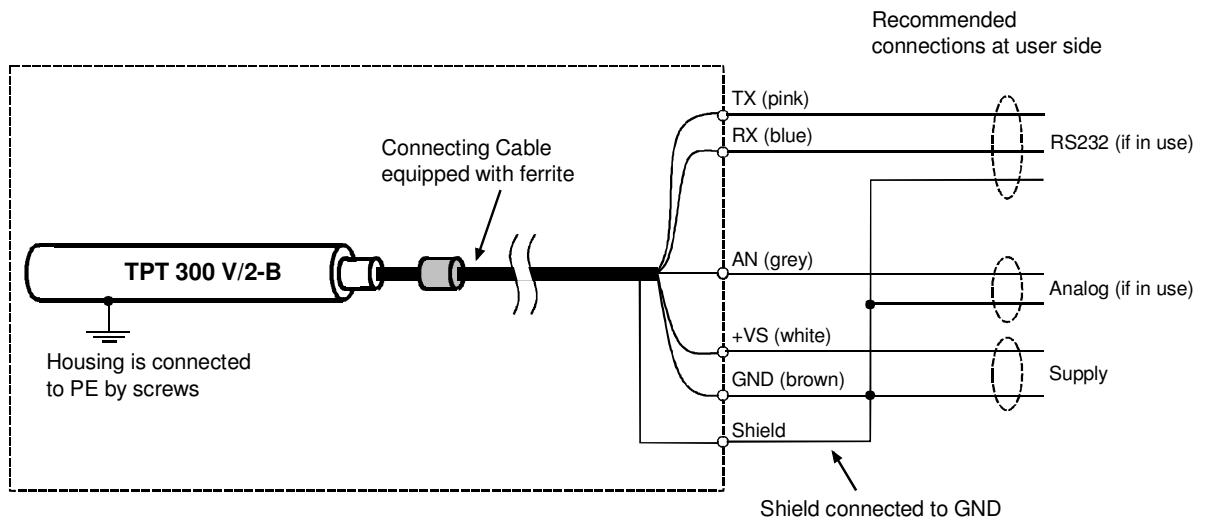 Recommended
connections at user side
TX (pink)
RX (blue)
RS232 (if in use)
Connecting Cable
equipped with ferrite
TPT 300 V/2-B
AN (grey)
Analog (if in use)
+VS (white)
Housing is connected
to PE by screws
GND (brown)
Supply
Shield
Shield connected to GND